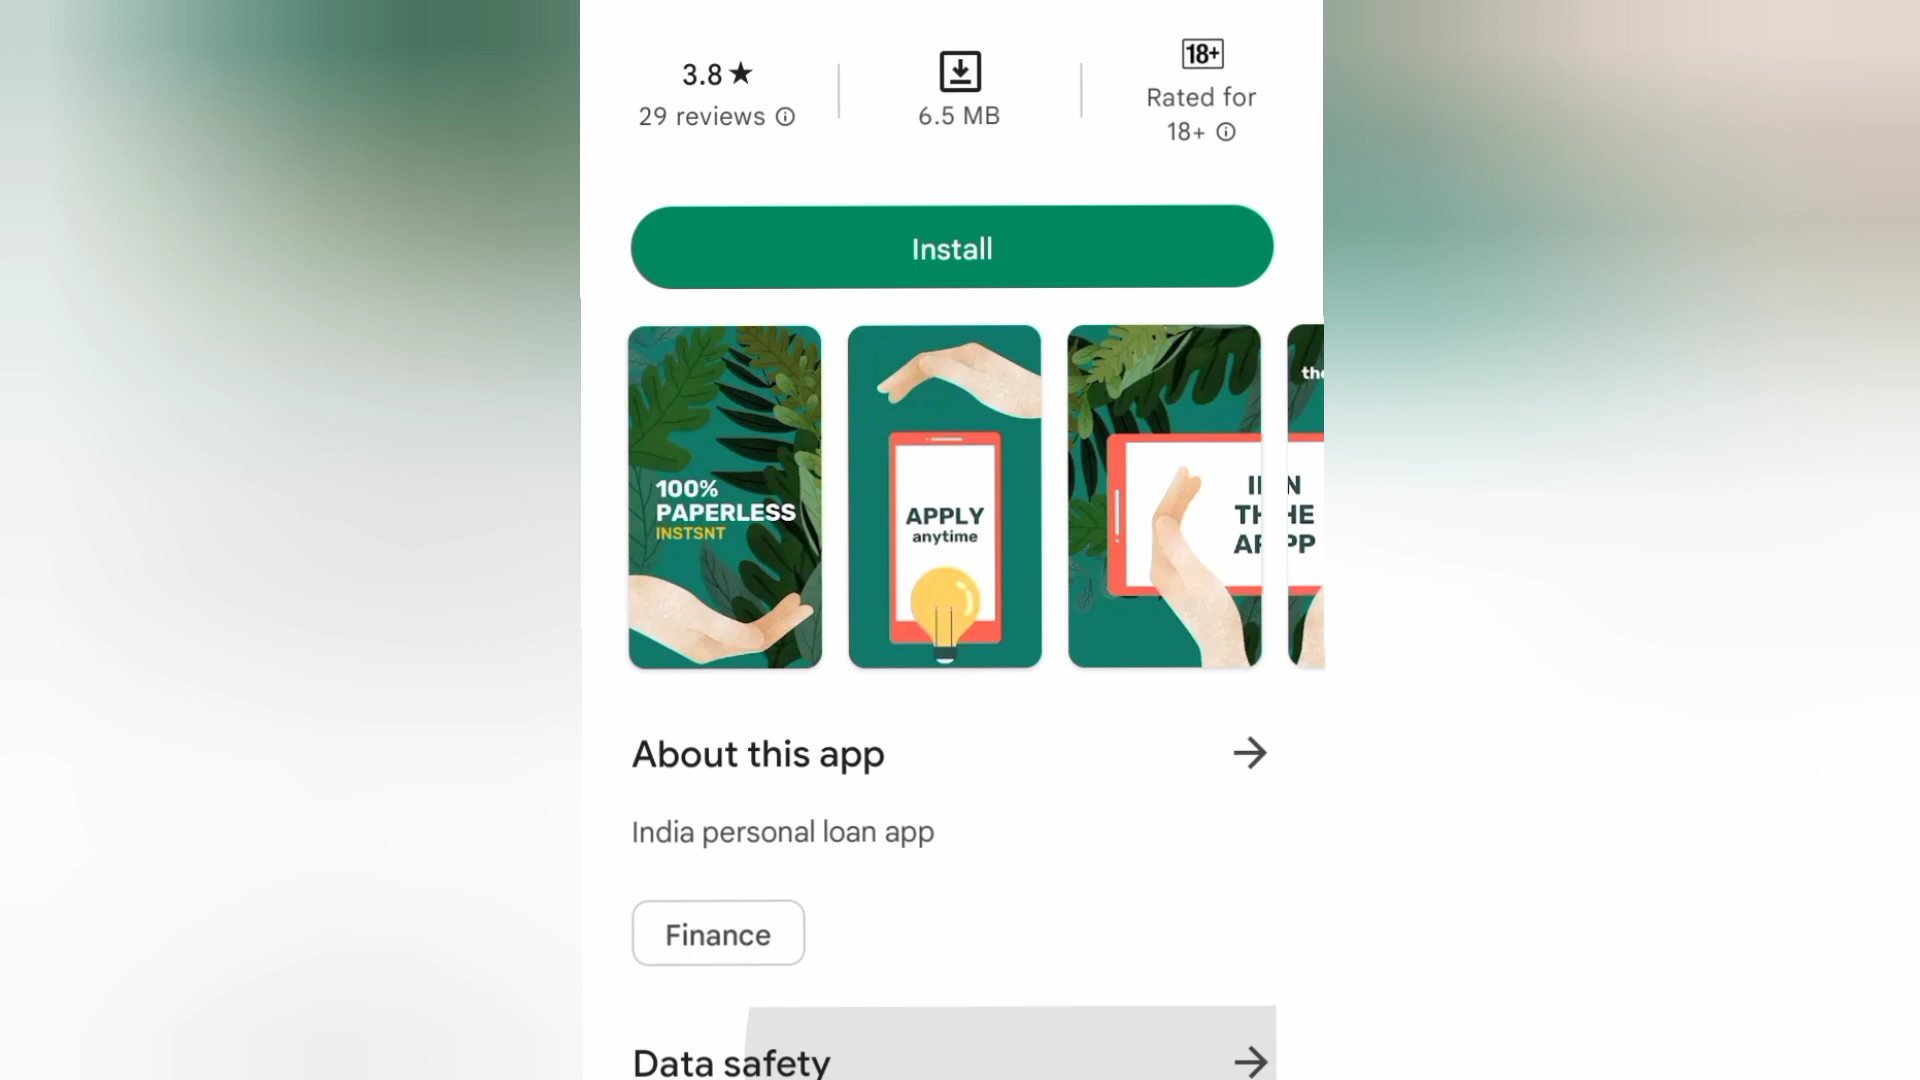 3.8★
29 reviews
6.5 MB
18+
Rated for
18+
Install
100%
PAPERLESS
INSTSNT
APPLY
anytime
About this app
India personal loan app
Finance
Data safety